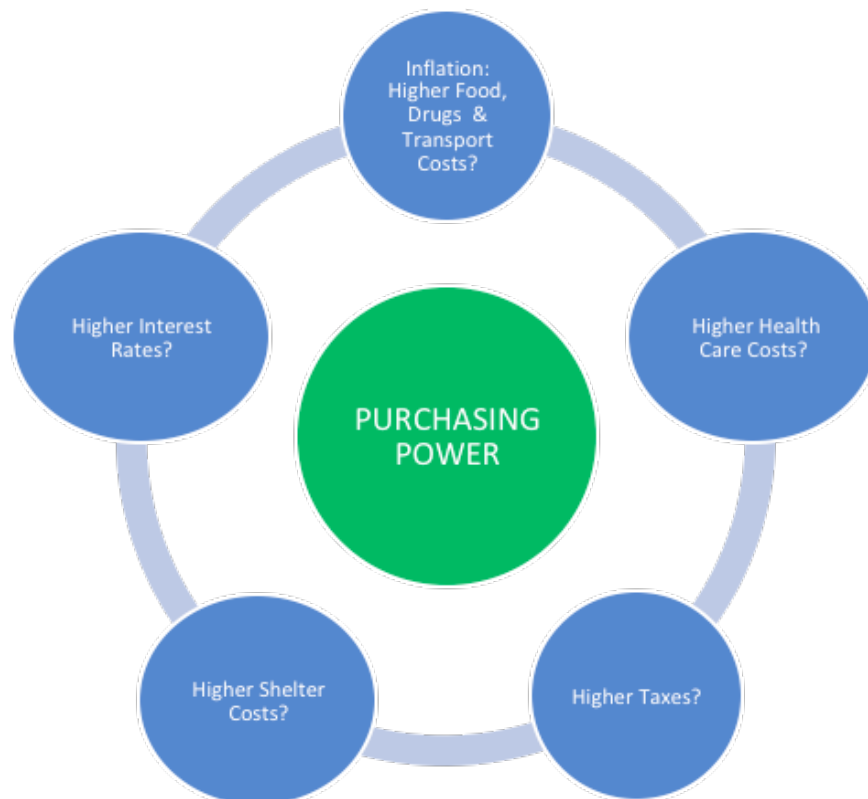 Inflation:
Higher Food,
Drugs &
Transport
Costs?
Higher Interest
Rates?
Higher Health
Care Costs?
PURCHASING
POWER
Higher Shelter
Costs?
Higher Taxes?